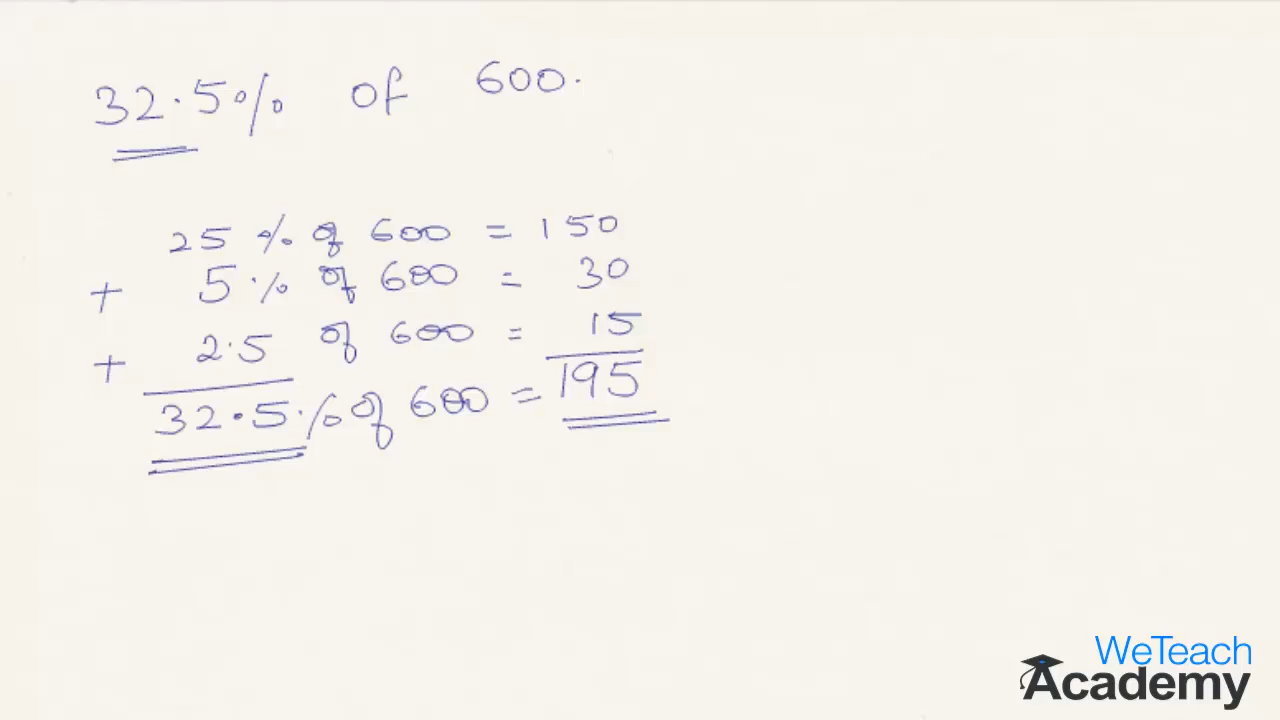 32.5% of 600.
25 % of 600 = 150
+ 5 % of 600 = 30
+ 2.5 of 600 = 15
32.5 % of 600 = 195
WeTeach
Academy